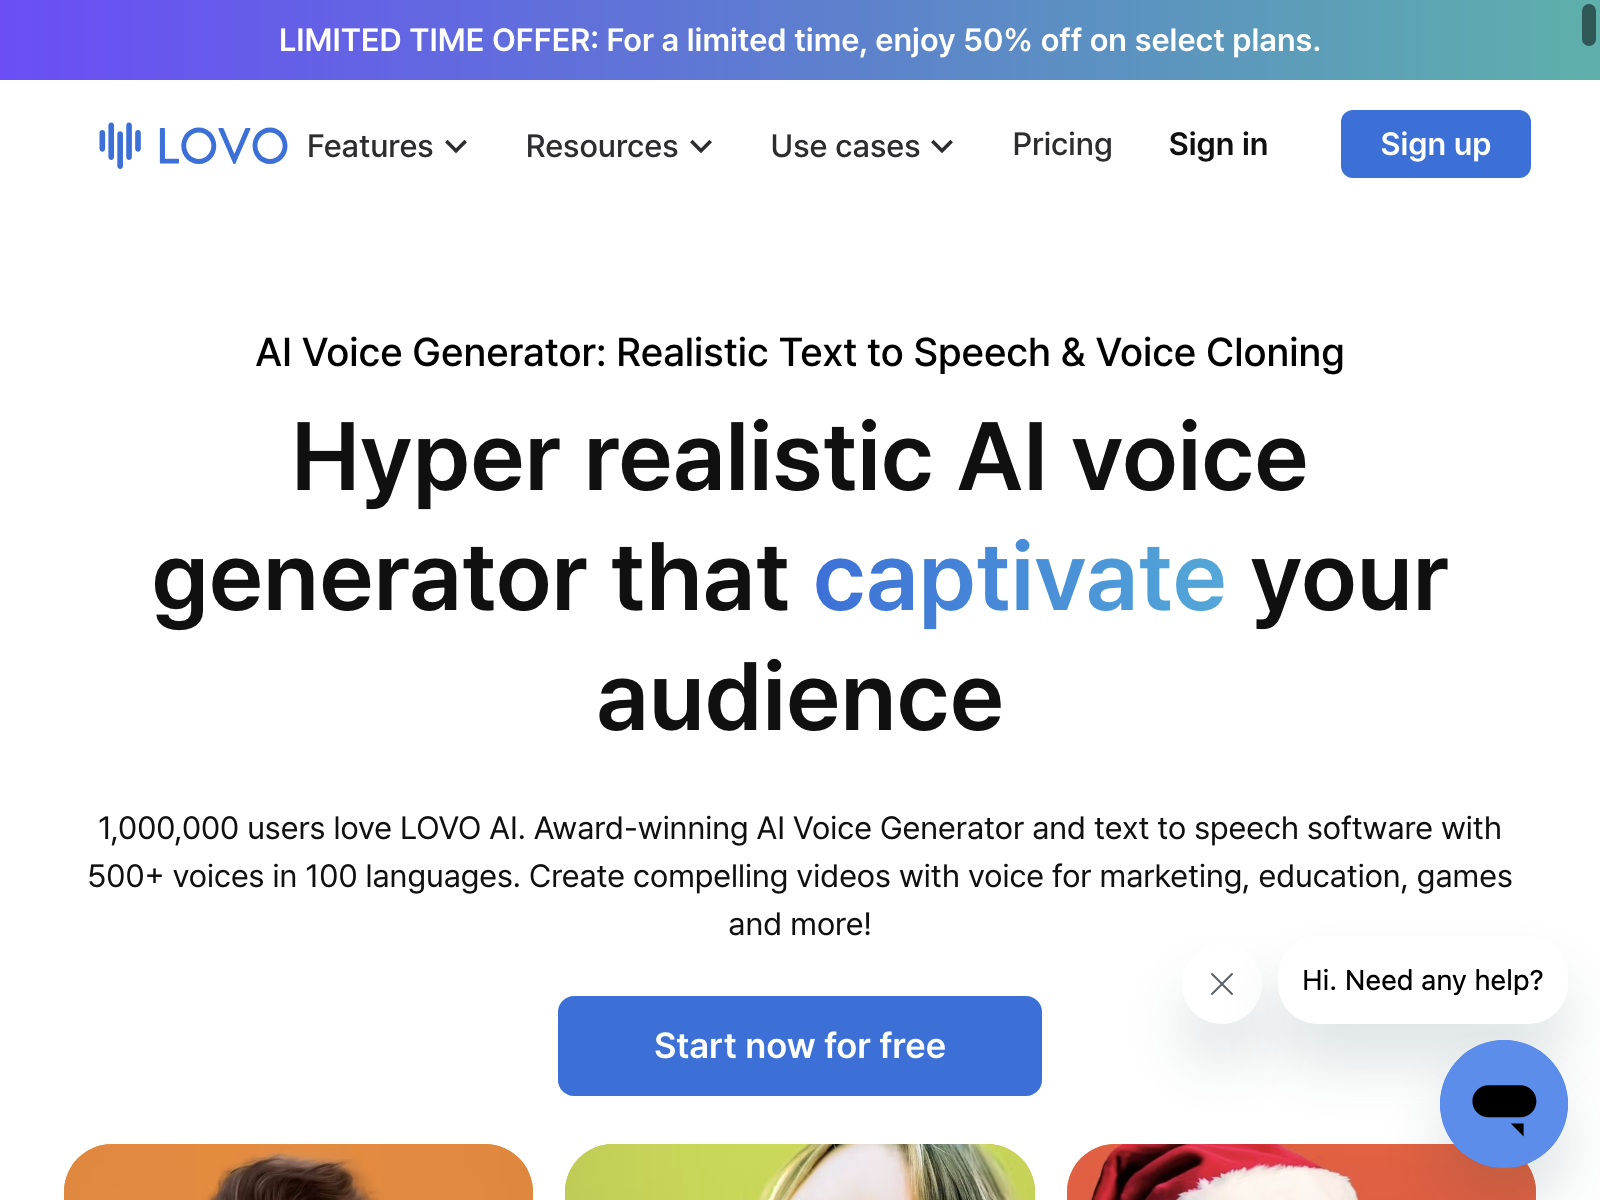 LIMITED TIME OFFER: For a limited time, enjoy 50% off on select plans.
LOVO Features Resources Use cases Pricing Sign in Sign up
AI Voice Generator: Realistic Text to Speech & Voice Cloning
Hyper realistic AI voice
generator that captivate your
audience
1,000,000 users love LOVO AI. Award-winning AI Voice Generator and text to speech software with
500+ voices in 100 languages. Create compelling videos with voice for marketing, education, games
and more!
Hi. Need any help?
Start now for free